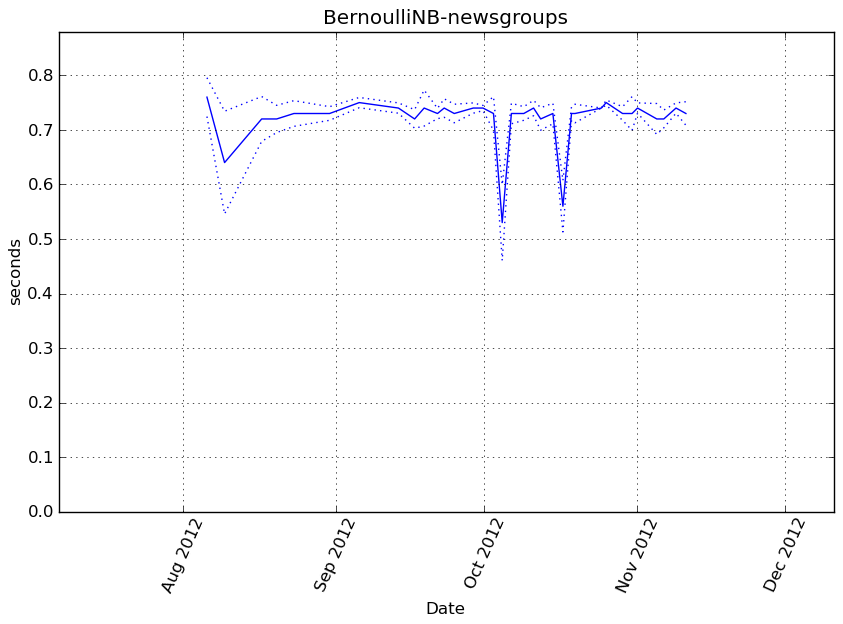 BernoulliNB-newsgroups
0.8
0.7
0.6
0.5
0.4
0.3
0.2
0.1
0.0
seconds
Aug 2012
Sep 2012
Oct 2012
Nov 2012
Dec 2012
Date